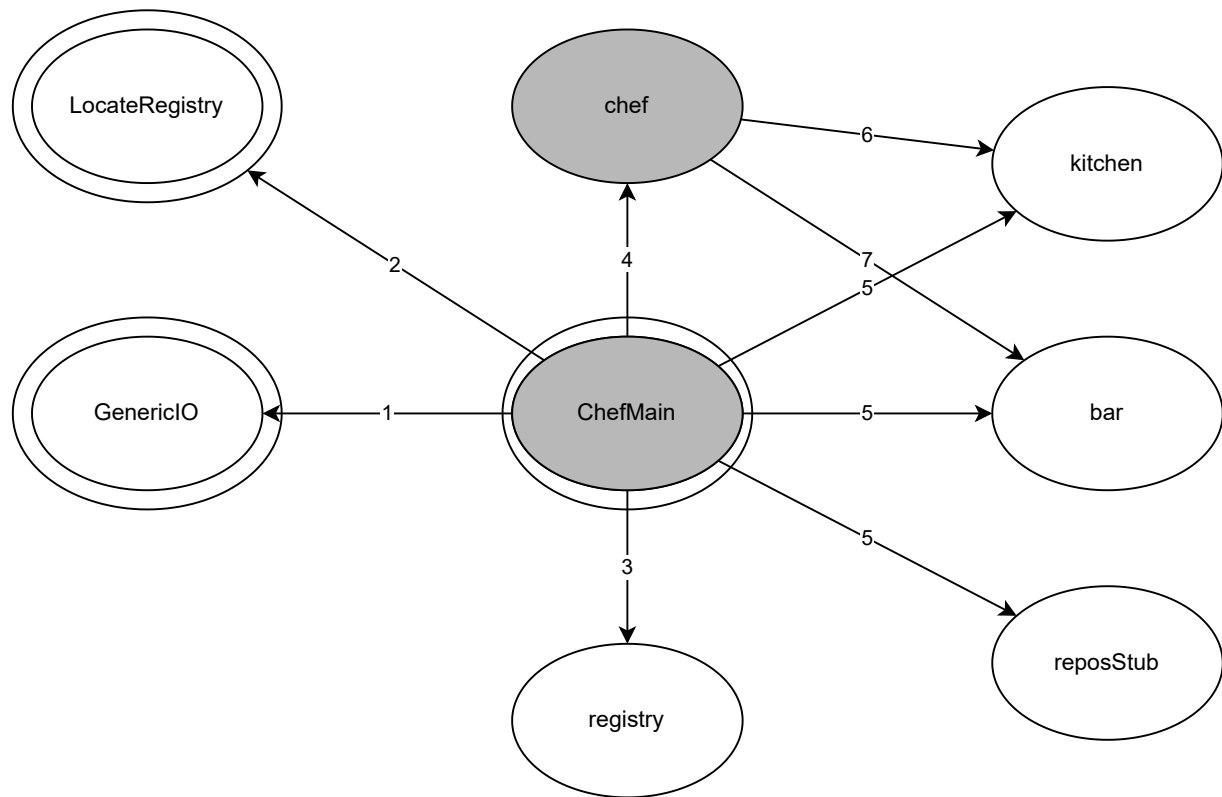 LocateRegistry
chef
kitchen
6
2
4
7
5
GenericIO
1
ChefMain
5
bar
5
3
reposStub
registry